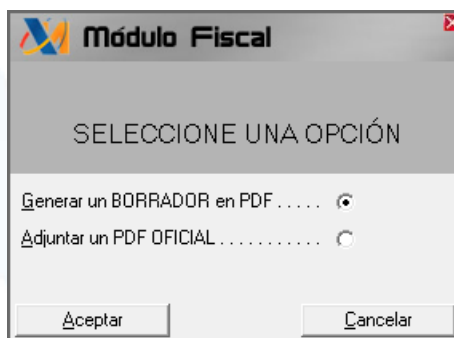 Módulo Fiscal
SELECCIONE UNA OPCIÓN
Generar un BORRADOR en PDF . . . . .
Adjuntar un PDF OFICIAL . . . . . . . . . . .
Aceptar
Cancelar